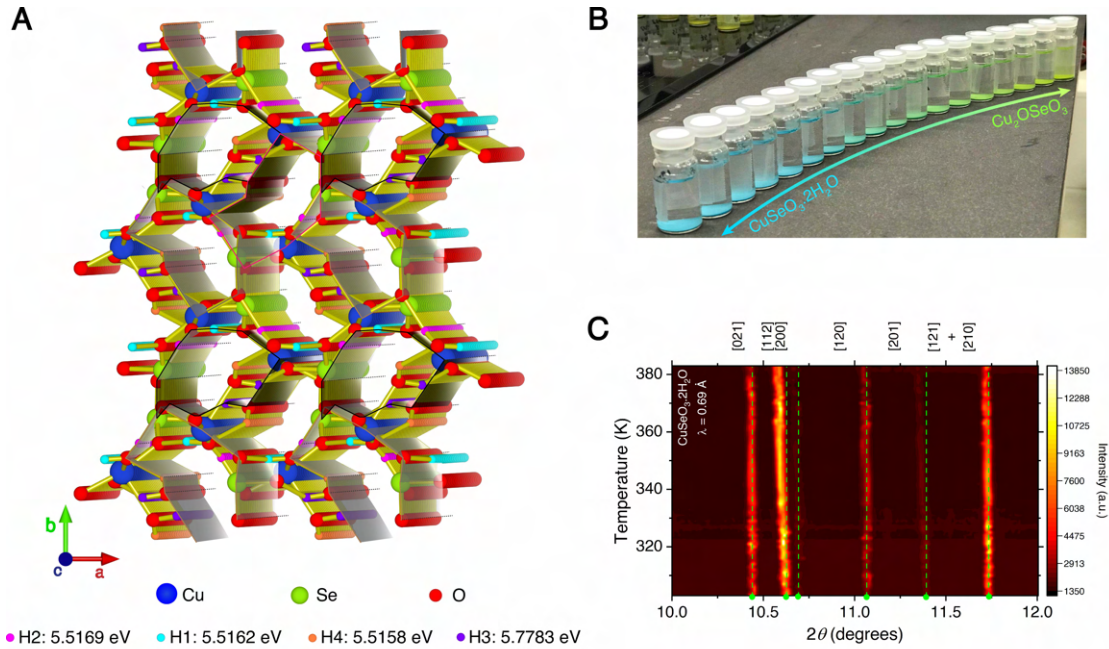 A
b
c
a
Cu
Se
O
H2: 5.5169 eV
H1: 5.5162 eV
H4: 5.5158 eV
H3: 5.7783 eV
B
CuSeO₃.2H₂O
Cu₂OSeO₃
C
[021]
[112]
[200]
[120]
[201]
[121]
+
[210]
CuSeO₃.2H₂O
λ = 0.69 Å
Temperature (K)
380
360
340
320
10.0
10.5
11.0
11.5
12.0
2θ (degrees)
13850
12288
10725
9163
7600
6038
4475
2913
1350
Intensity (a.u.)